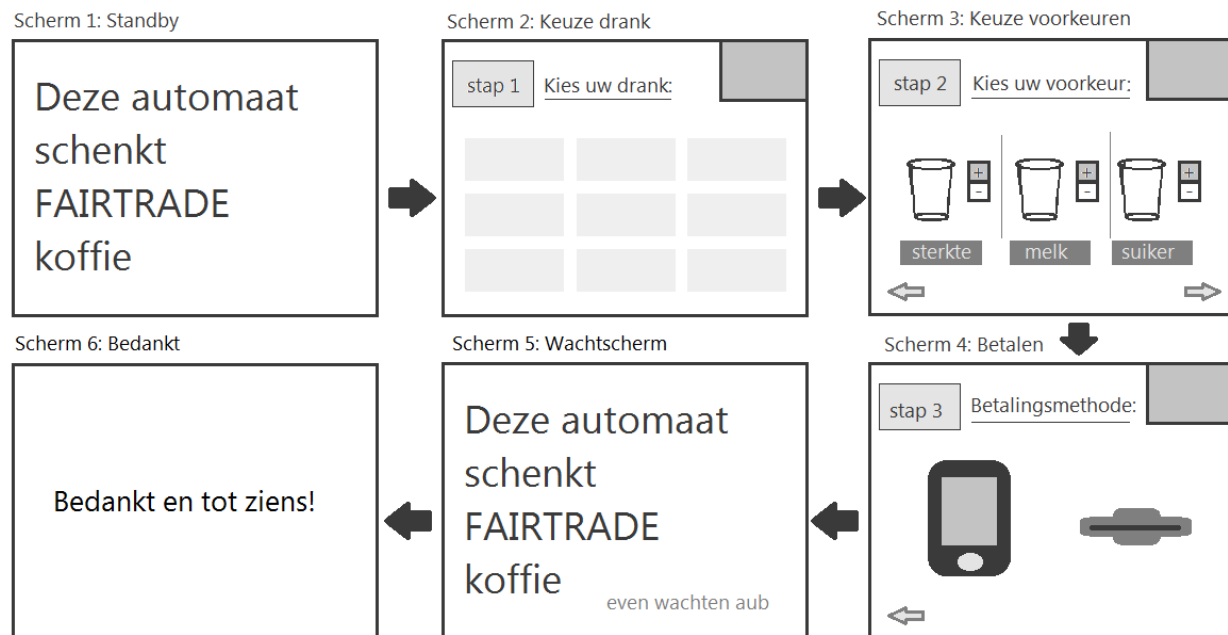 Scherm 1: Standby
Deze automaat
schenkt
FAIRTRADE
koffie
Scherm 2: Keuze drank
stap 1
Kies uw drank:
Scherm 3: Keuze voorkeuren
stap 2
Kies uw voorkeur:
+
-
+
-
+
-
sterkte
melk
suiker
Scherm 4: Betalen
stap 3
Betalingsmethode:
Scherm 5: Wachtscherm
Deze automaat
schenkt
FAIRTRADE
koffie
even wachten aub
Scherm 6: Bedankt
Bedankt en tot ziens!